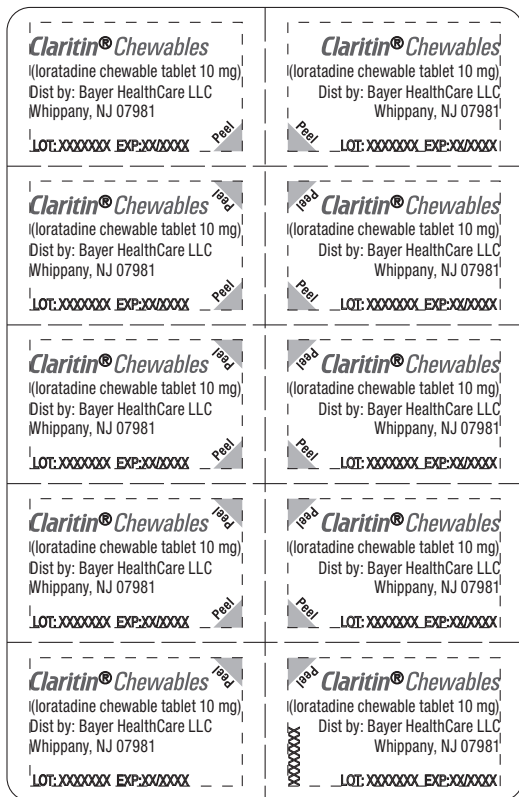 Claritin® Chewables
(loratadine chewable tablet 10 mg)
Dist by: Bayer HealthCare LLC
Whippany, NJ 07981
Peel
LOT: XXXXXXX EXP:XX/XXXX
Claritin® Chewables
(loratadine chewable tablet 10 mg)
Dist by: Bayer HealthCare LLC
Whippany, NJ 07981
Peel
LOT: XXXXXXX EXP:XX/XXXX
Peel
Claritin® Chewables
(loratadine chewable tablet 10 mg)
Dist by: Bayer HealthCare LLC
Whippany, NJ 07981
Peel
LOT: XXXXXXX EXP:XX/XXXX
Peel
Claritin® Chewables
(loratadine chewable tablet 10 mg)
Dist by: Bayer HealthCare LLC
Whippany, NJ 07981
Peel
LOT: XXXXXXX EXP:XX/XXXX
Peel
Claritin® Chewables
(loratadine chewable tablet 10 mg)
Dist by: Bayer HealthCare LLC
Whippany, NJ 07981
Peel
LOT: XXXXXXX EXP:XX/XXXX
Peel
Claritin® Chewables
(loratadine chewable tablet 10 mg)
Dist by: Bayer HealthCare LLC
Whippany, NJ 07981
Peel
LOT: XXXXXXX EXP:XX/XXXX
Peel
Claritin® Chewables
(loratadine chewable tablet 10 mg)
Dist by: Bayer HealthCare LLC
Whippany, NJ 07981
Peel
LOT: XXXXXXX EXP:XX/XXXX
Peel
Claritin® Chewables
(loratadine chewable tablet 10 mg)
Dist by: Bayer HealthCare LLC
Whippany, NJ 07981
Peel
LOT: XXXXXXX EXP:XX/XXXX
Peel
Claritin® Chewables
(loratadine chewable tablet 10 mg)
Dist by: Bayer HealthCare LLC
Whippany, NJ 07981
LOT: XXXXXXX EXP:XX/XXXX
Peel
Claritin® Chewables
(loratadine chewable tablet 10 mg)
Dist by: Bayer HealthCare LLC
Whippany, NJ 07981
LOT: XXXXXXX EXP:XX/XXXX